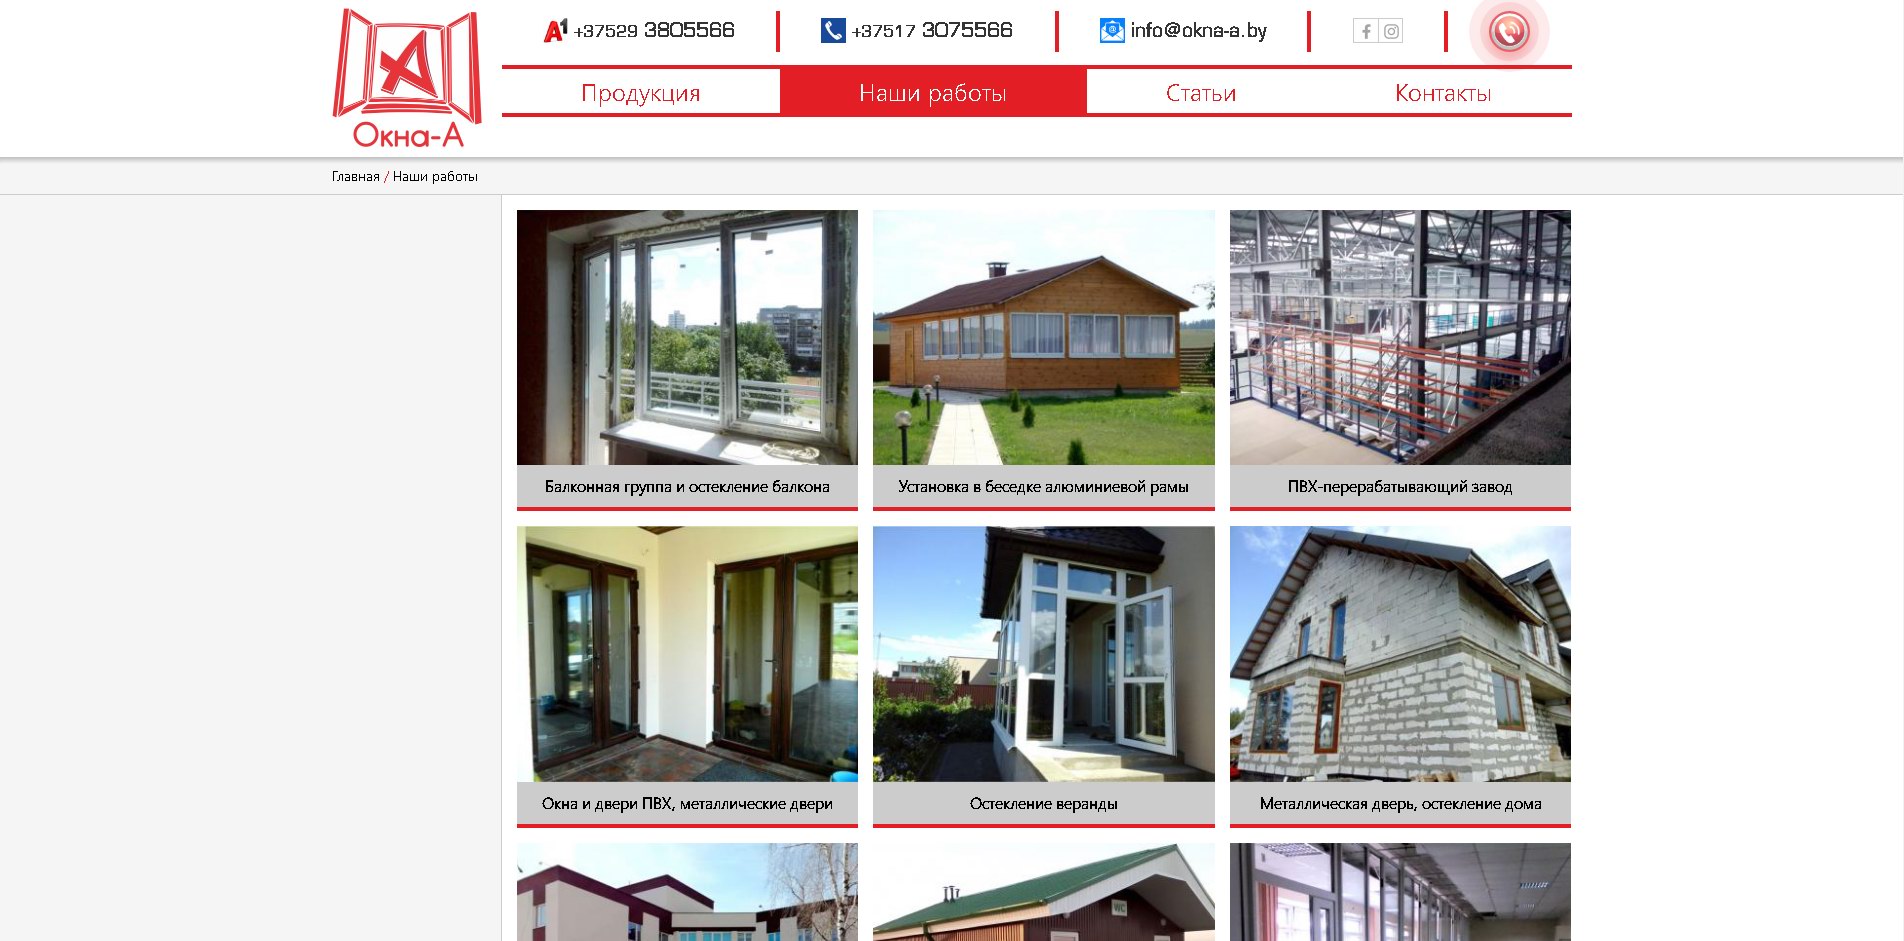 Окна-А
A1 +37529 3805566
+37517 3075566
info@okna-a.by
Продукция
Наши работы
Статьи
Контакты
Главная / Наши работы
Балконная группа и остекление балкона
Установка в беседке алюминиевой рамы
ПВХ-перерабатывающий завод
Окна и двери ПВХ, металлические двери
Остекление веранды
Металлическая дверь, остекление дома
WC